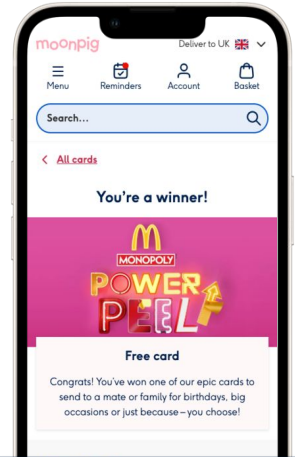 moonpig
Deliver to UK
Menu
Reminders
Account
Basket
Search...
All cards
You're a winner!
MONOPOLY
POWER
PEEL
Free card
Congrats! You've won one of our epic cards to
send to a mate or family for birthdays, big
occasions or just because – you choose!